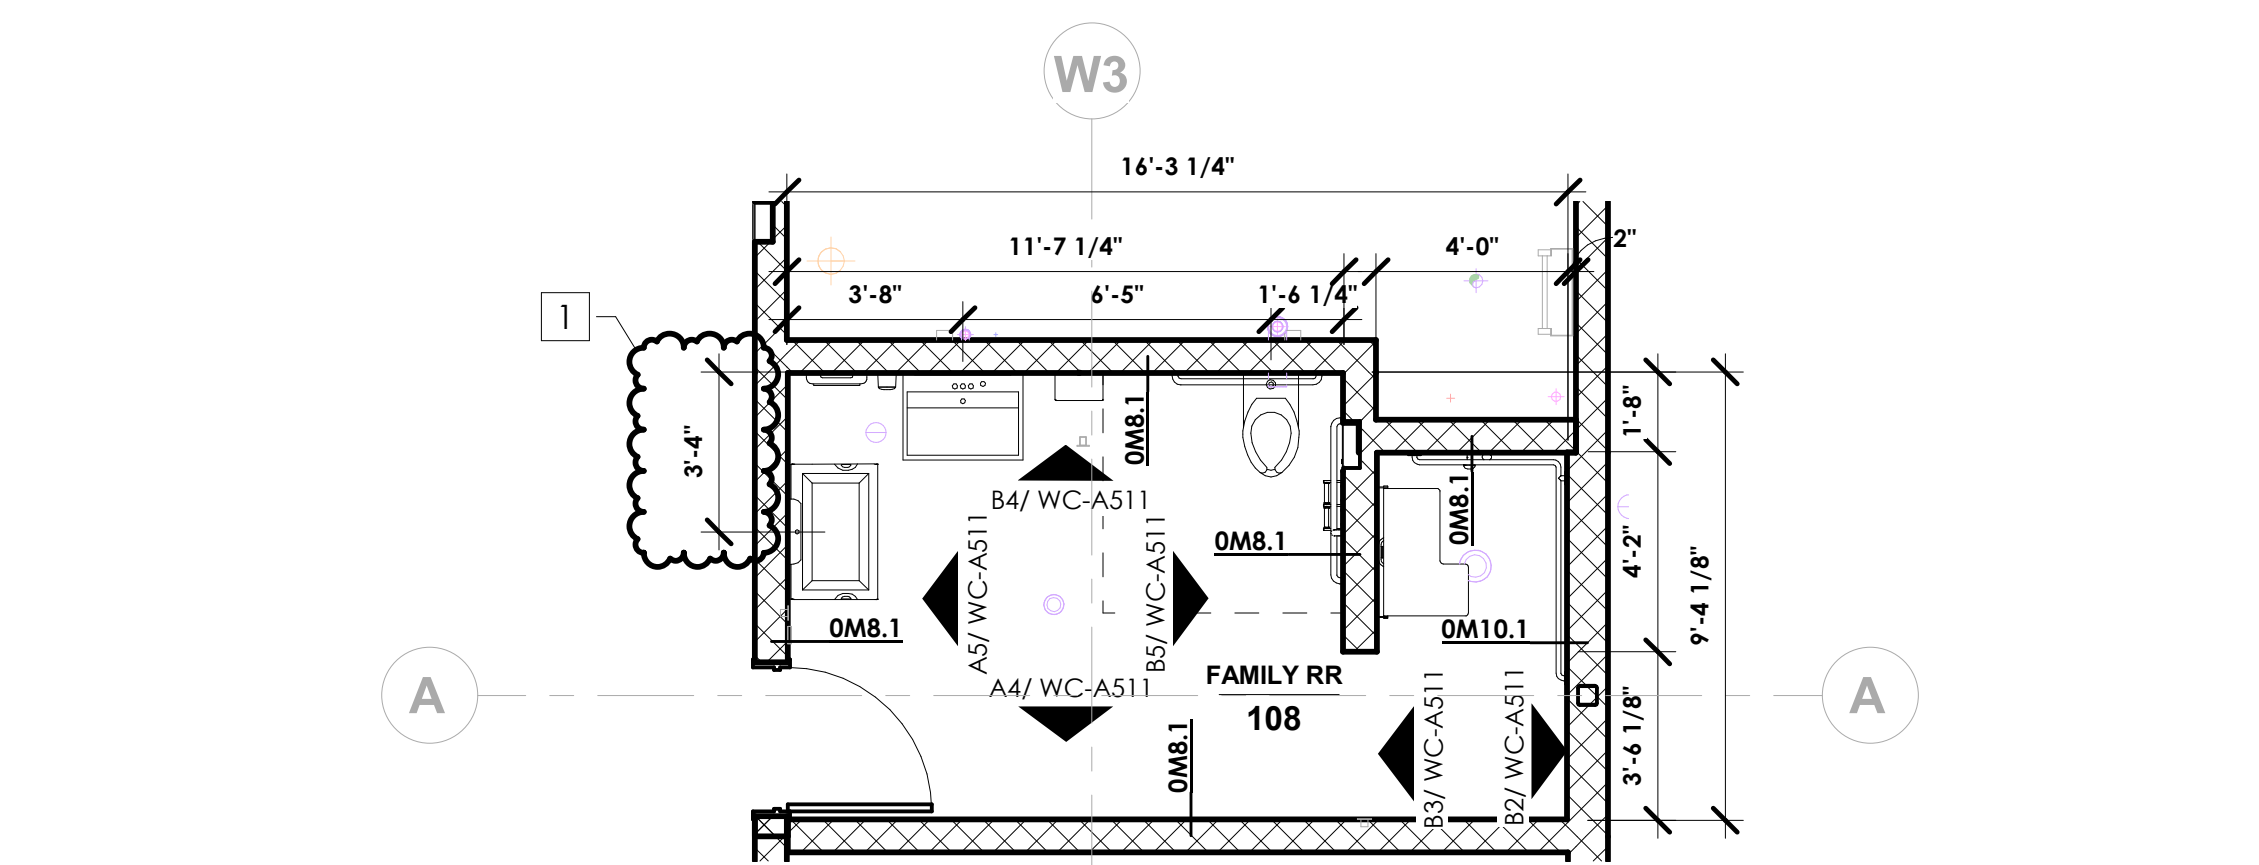 W3
16'-3 1/4"
11'-7 1/4"
4'-0"
2"
3'-8"
6'-5"
1'-6 1/4"
1
3'-4"
0M8.1
1'-8"
B4/ WC-A511
0M8.1
A5/ WC-A511
B5/ WC-A511
0M8.1
4'-2"
9'-4 1/8"
0M8.1
0M10.1
FAMILY RR
A4/ WC-A511
108
A
A
0M8.1
B3/ WC-A511
B2/ WC-A511
3'-6 1/8"